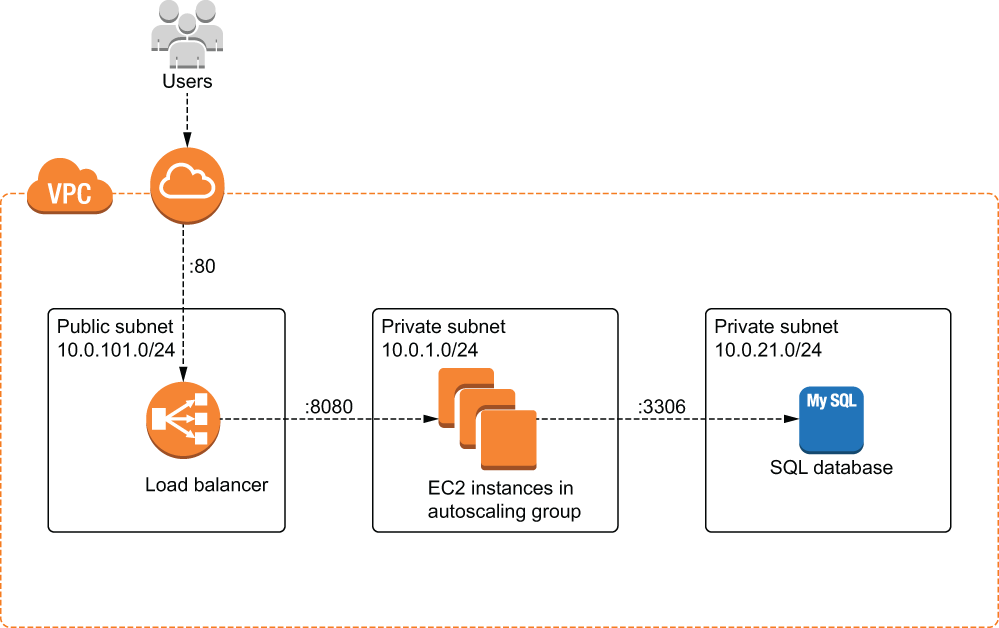 Users
VPC
:80
Public subnet
10.0.101.0/24
Load balancer
:8080
Private subnet
10.0.1.0/24
EC2 instances in
autoscaling group
:3306
Private subnet
10.0.21.0/24
My SQL
SQL database